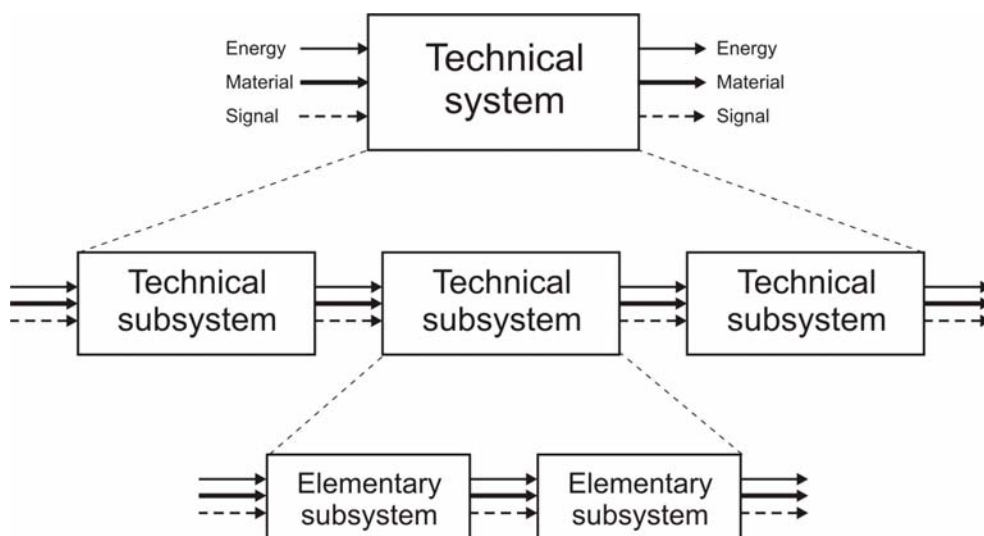 Energy
Material
Signal
Technical
system
Energy
Material
Signal
Technical
subsystem
Technical
subsystem
Technical
subsystem
Elementary
subsystem
Elementary
subsystem